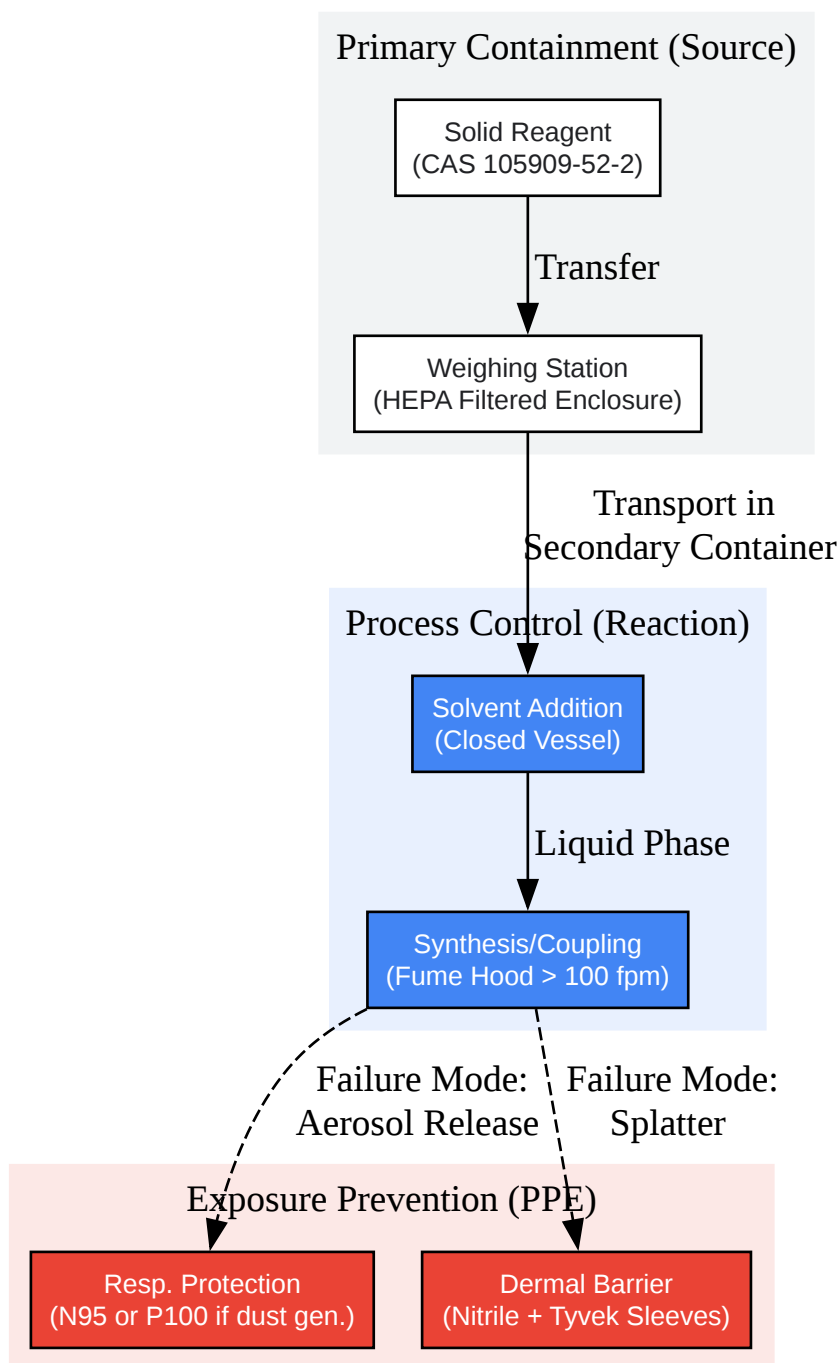 Primary Containment (Source)
Solid Reagent
(CAS 105909-52-2)
Transfer
Weighing Station
(HEPA Filtered Enclosure)
Transport in
Secondary Container
Process Control (Reaction)
Solvent Addition
(Closed Vessel)
Liquid Phase
Synthesis/Coupling
(Fume Hood > 100 fpm)
Failure Mode:
Aerosol Release
Failure Mode:
Splatter
Exposure Prevention (PPE)
Resp. Protection
(N95 or P100 if dust gen.)
Dermal Barrier
(Nitrile + Tyvek Sleeves)